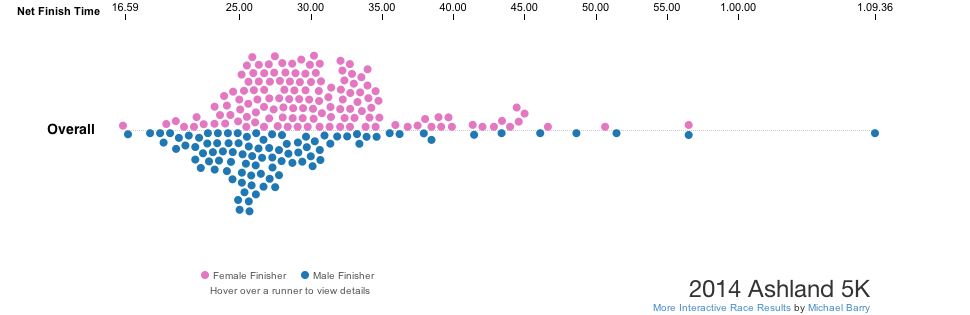 Net Finish Time 16.59 25.00 30.00 35.00 40.00 45.00 50.00 55.00 1.00.00 1.09.36
Overall
Female Finisher Male Finisher
Hover over a runner to view details
2014 Ashland 5K
More Interactive Race Results by Michael Barry